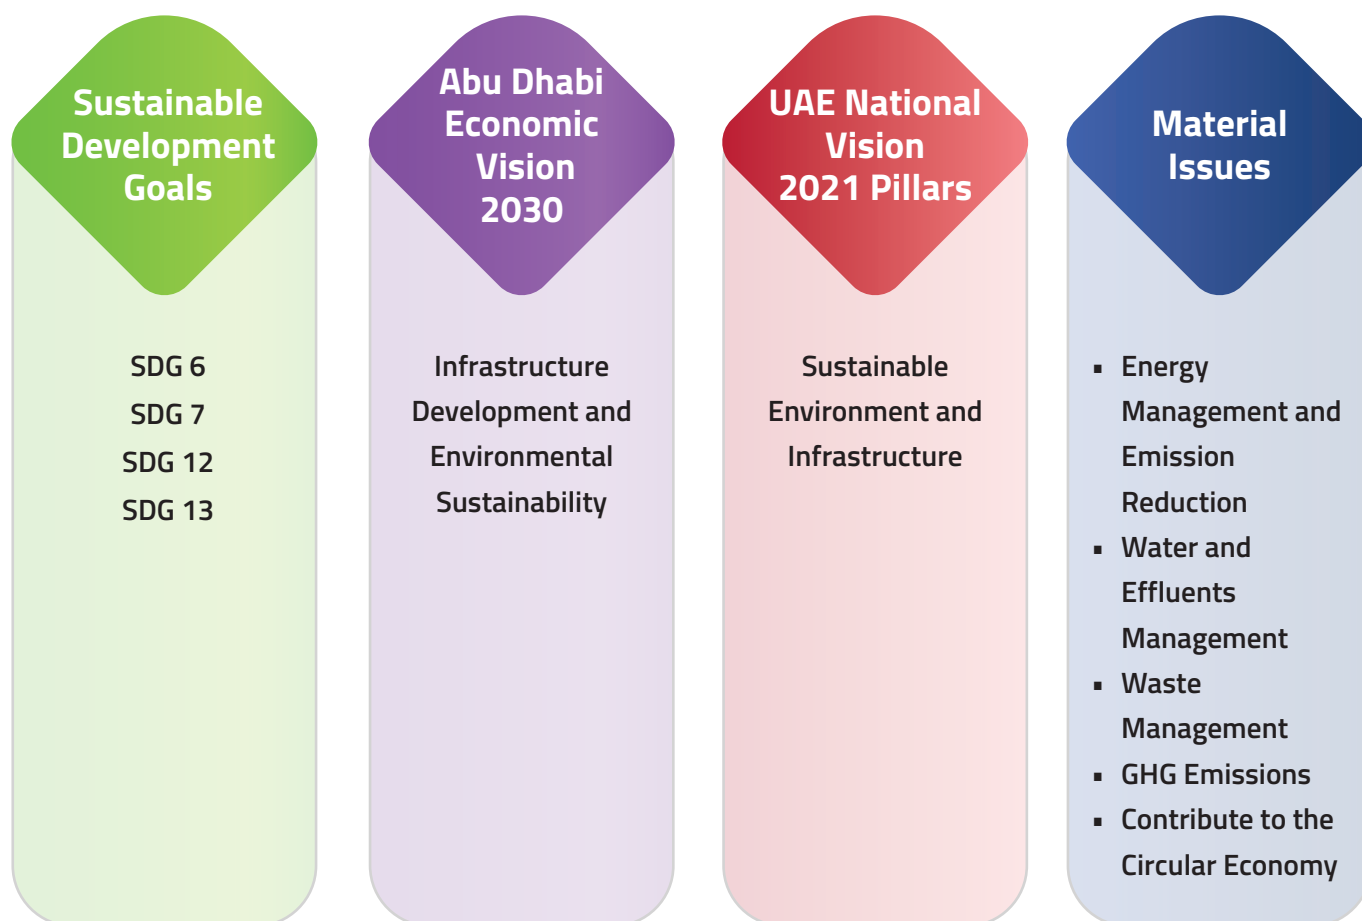 Sustainable
Development
Goals
SDG 6
SDG 7
SDG 12
SDG 13
Abu Dhabi
Economic
Vision
2030
Infrastructure
Development and
Environmental
Sustainability
UAE National
Vision
2021 Pillars
Sustainable
Environment and
Infrastructure
Material
Issues
▪ Energy
Management and
Emission
Reduction
▪ Water and
Effluents
Management
▪ Waste
Management
▪ GHG Emissions
▪ Contribute to the
Circular Economy